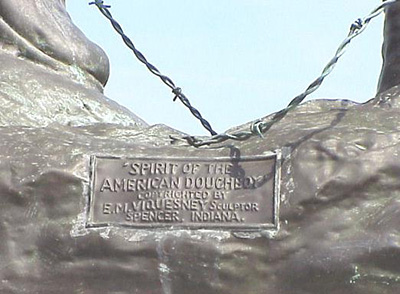 "SPIRIT OF THE
AMERICAN DOUGHBOY"
COPYRIGHTED BY
E.M. VIQUESNEY SCULPTOR
SPENCER, INDIANA.